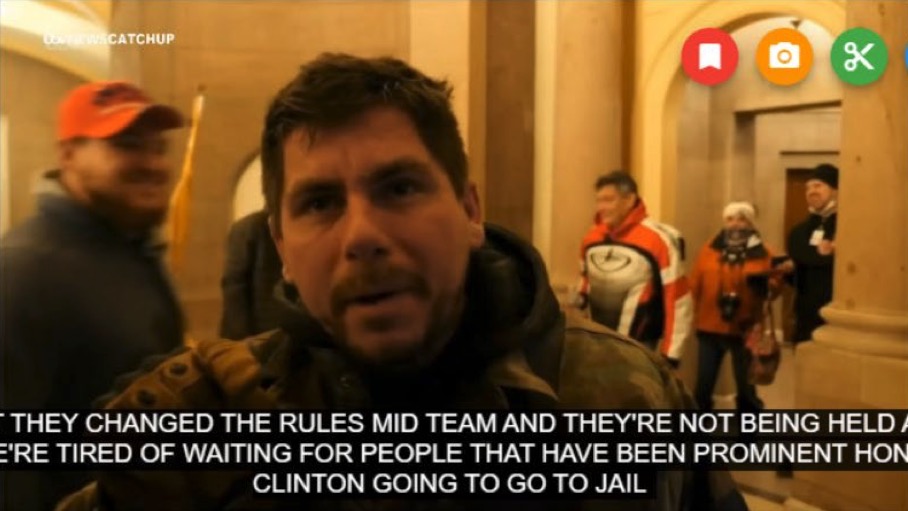 NEWSCATCHUP
T THEY CHANGED THE RULES MID TEAM AND THEY'RE NOT BEING HELD A
E'RE TIRED OF WAITING FOR PEOPLE THAT HAVE BEEN PROMINENT HON
CLINTON GOING TO GO TO JAIL